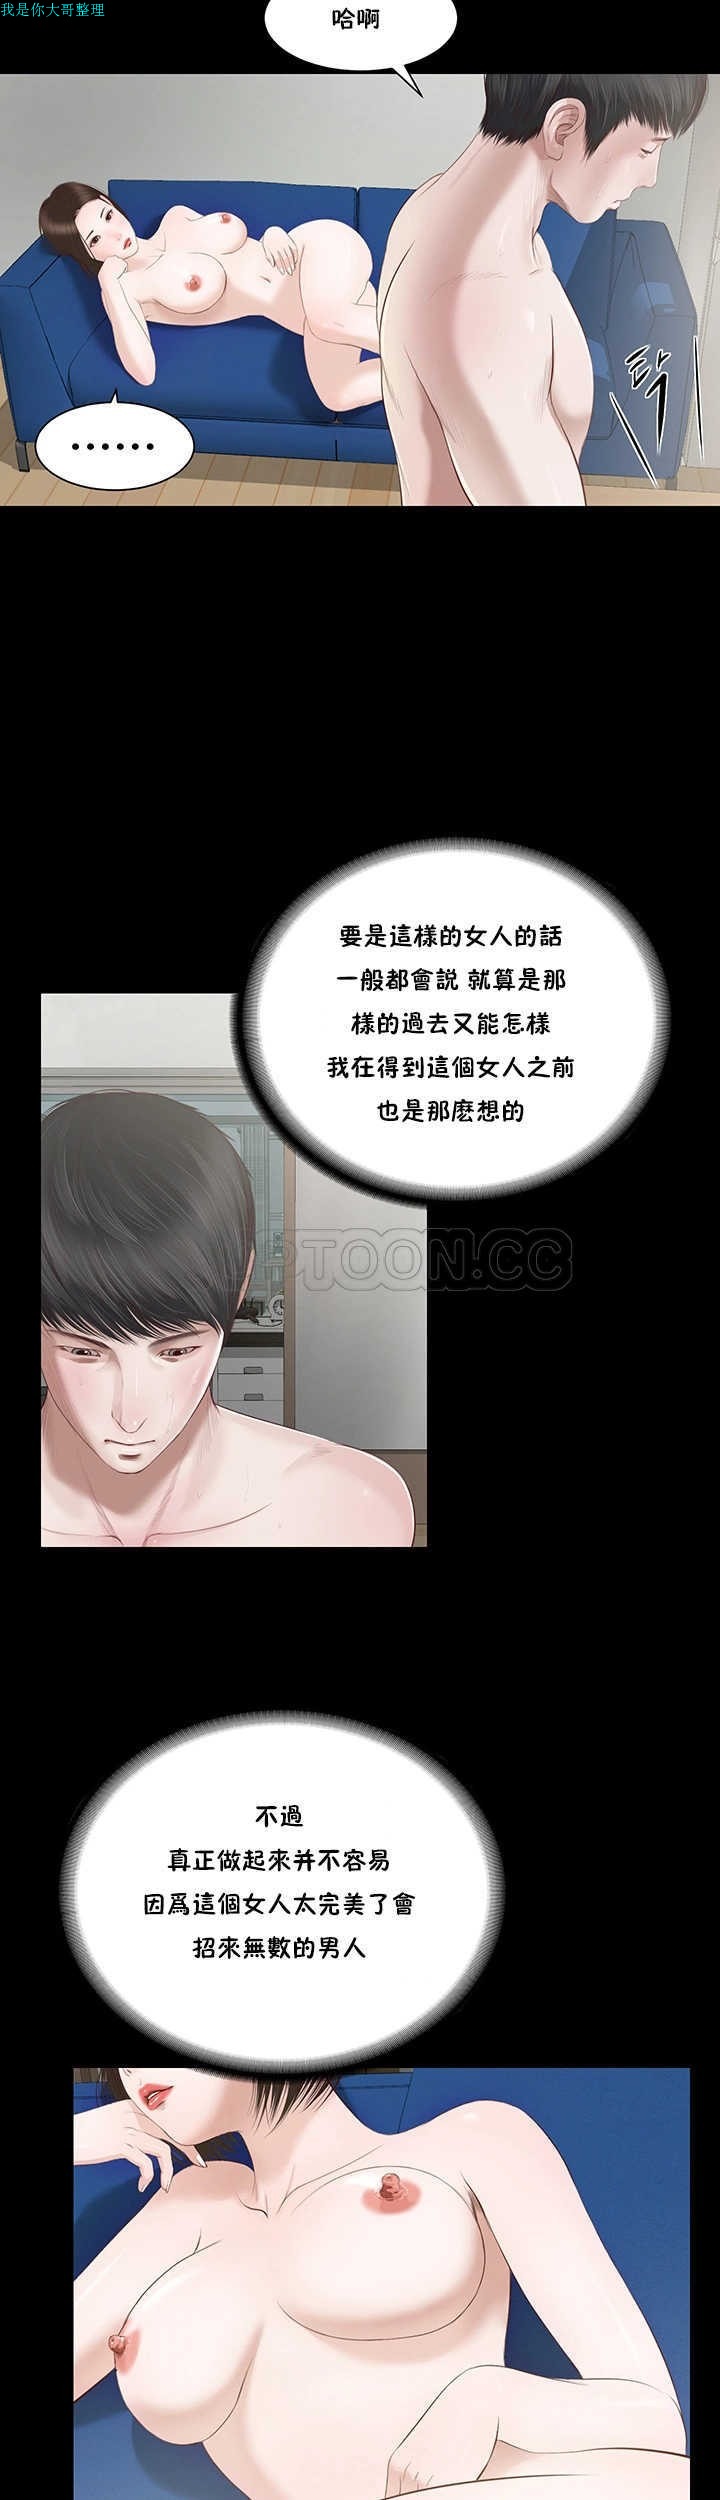 我是你大哥整理
哈啊
......
타
닥
要是這樣的女人的話
一般都會説 就算是那
樣的過去又能怎樣
我在得到這個女人之前
也是那麽想的
PTOON.CC
不過
真正做起來并不容易
因爲這個女人太完美了會
招來無數的男人